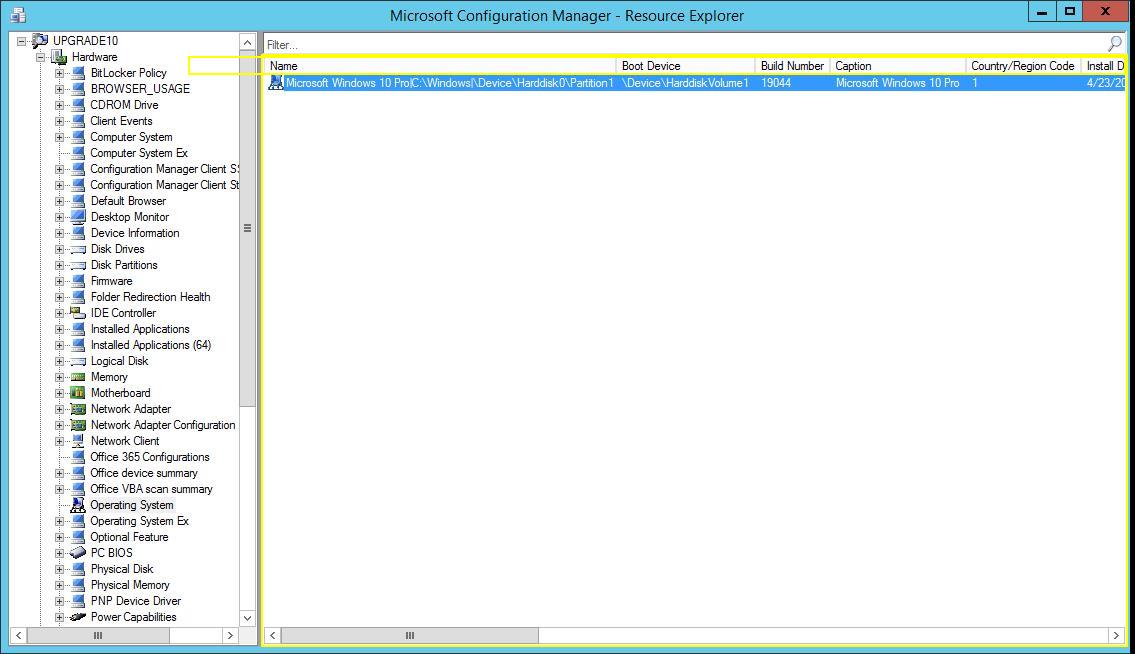 Microsoft Configuration Manager - Resource Explorer
X
UPGRADE10
Hardware
BitLocker Policy
BROWSER_USAGE
CDROM Drive
Client Events
Computer System
Computer System Ex
Configuration Manager Client S
Configuration Manager Client St
Default Browser
Desktop Monitor
Device Information
Disk Drives
Disk Partitions
Firmware
Folder Redirection Health
IDE Controller
Installed Applications
Installed Applications (64)
Logical Disk
Memory
Motherboard
Network Adapter
Network Adapter Configuration
Network Client
Office 365 Configurations
Office device summary
Office VBA scan summary
Operating System
Operating System Ex
Optional Feature
PC BIOS
Physical Disk
Physical Memory
PNP Device Driver
Power Capabilities
Filter...
Name Boot Device Build Number Caption Country/Region Code Install D
Microsoft Windows 10 Pro|C:\Windows|\Device\Harddisk0\Partition1 \Device\HarddiskVolume1 19044 Microsoft Windows 10 Pro 1 4/23/20